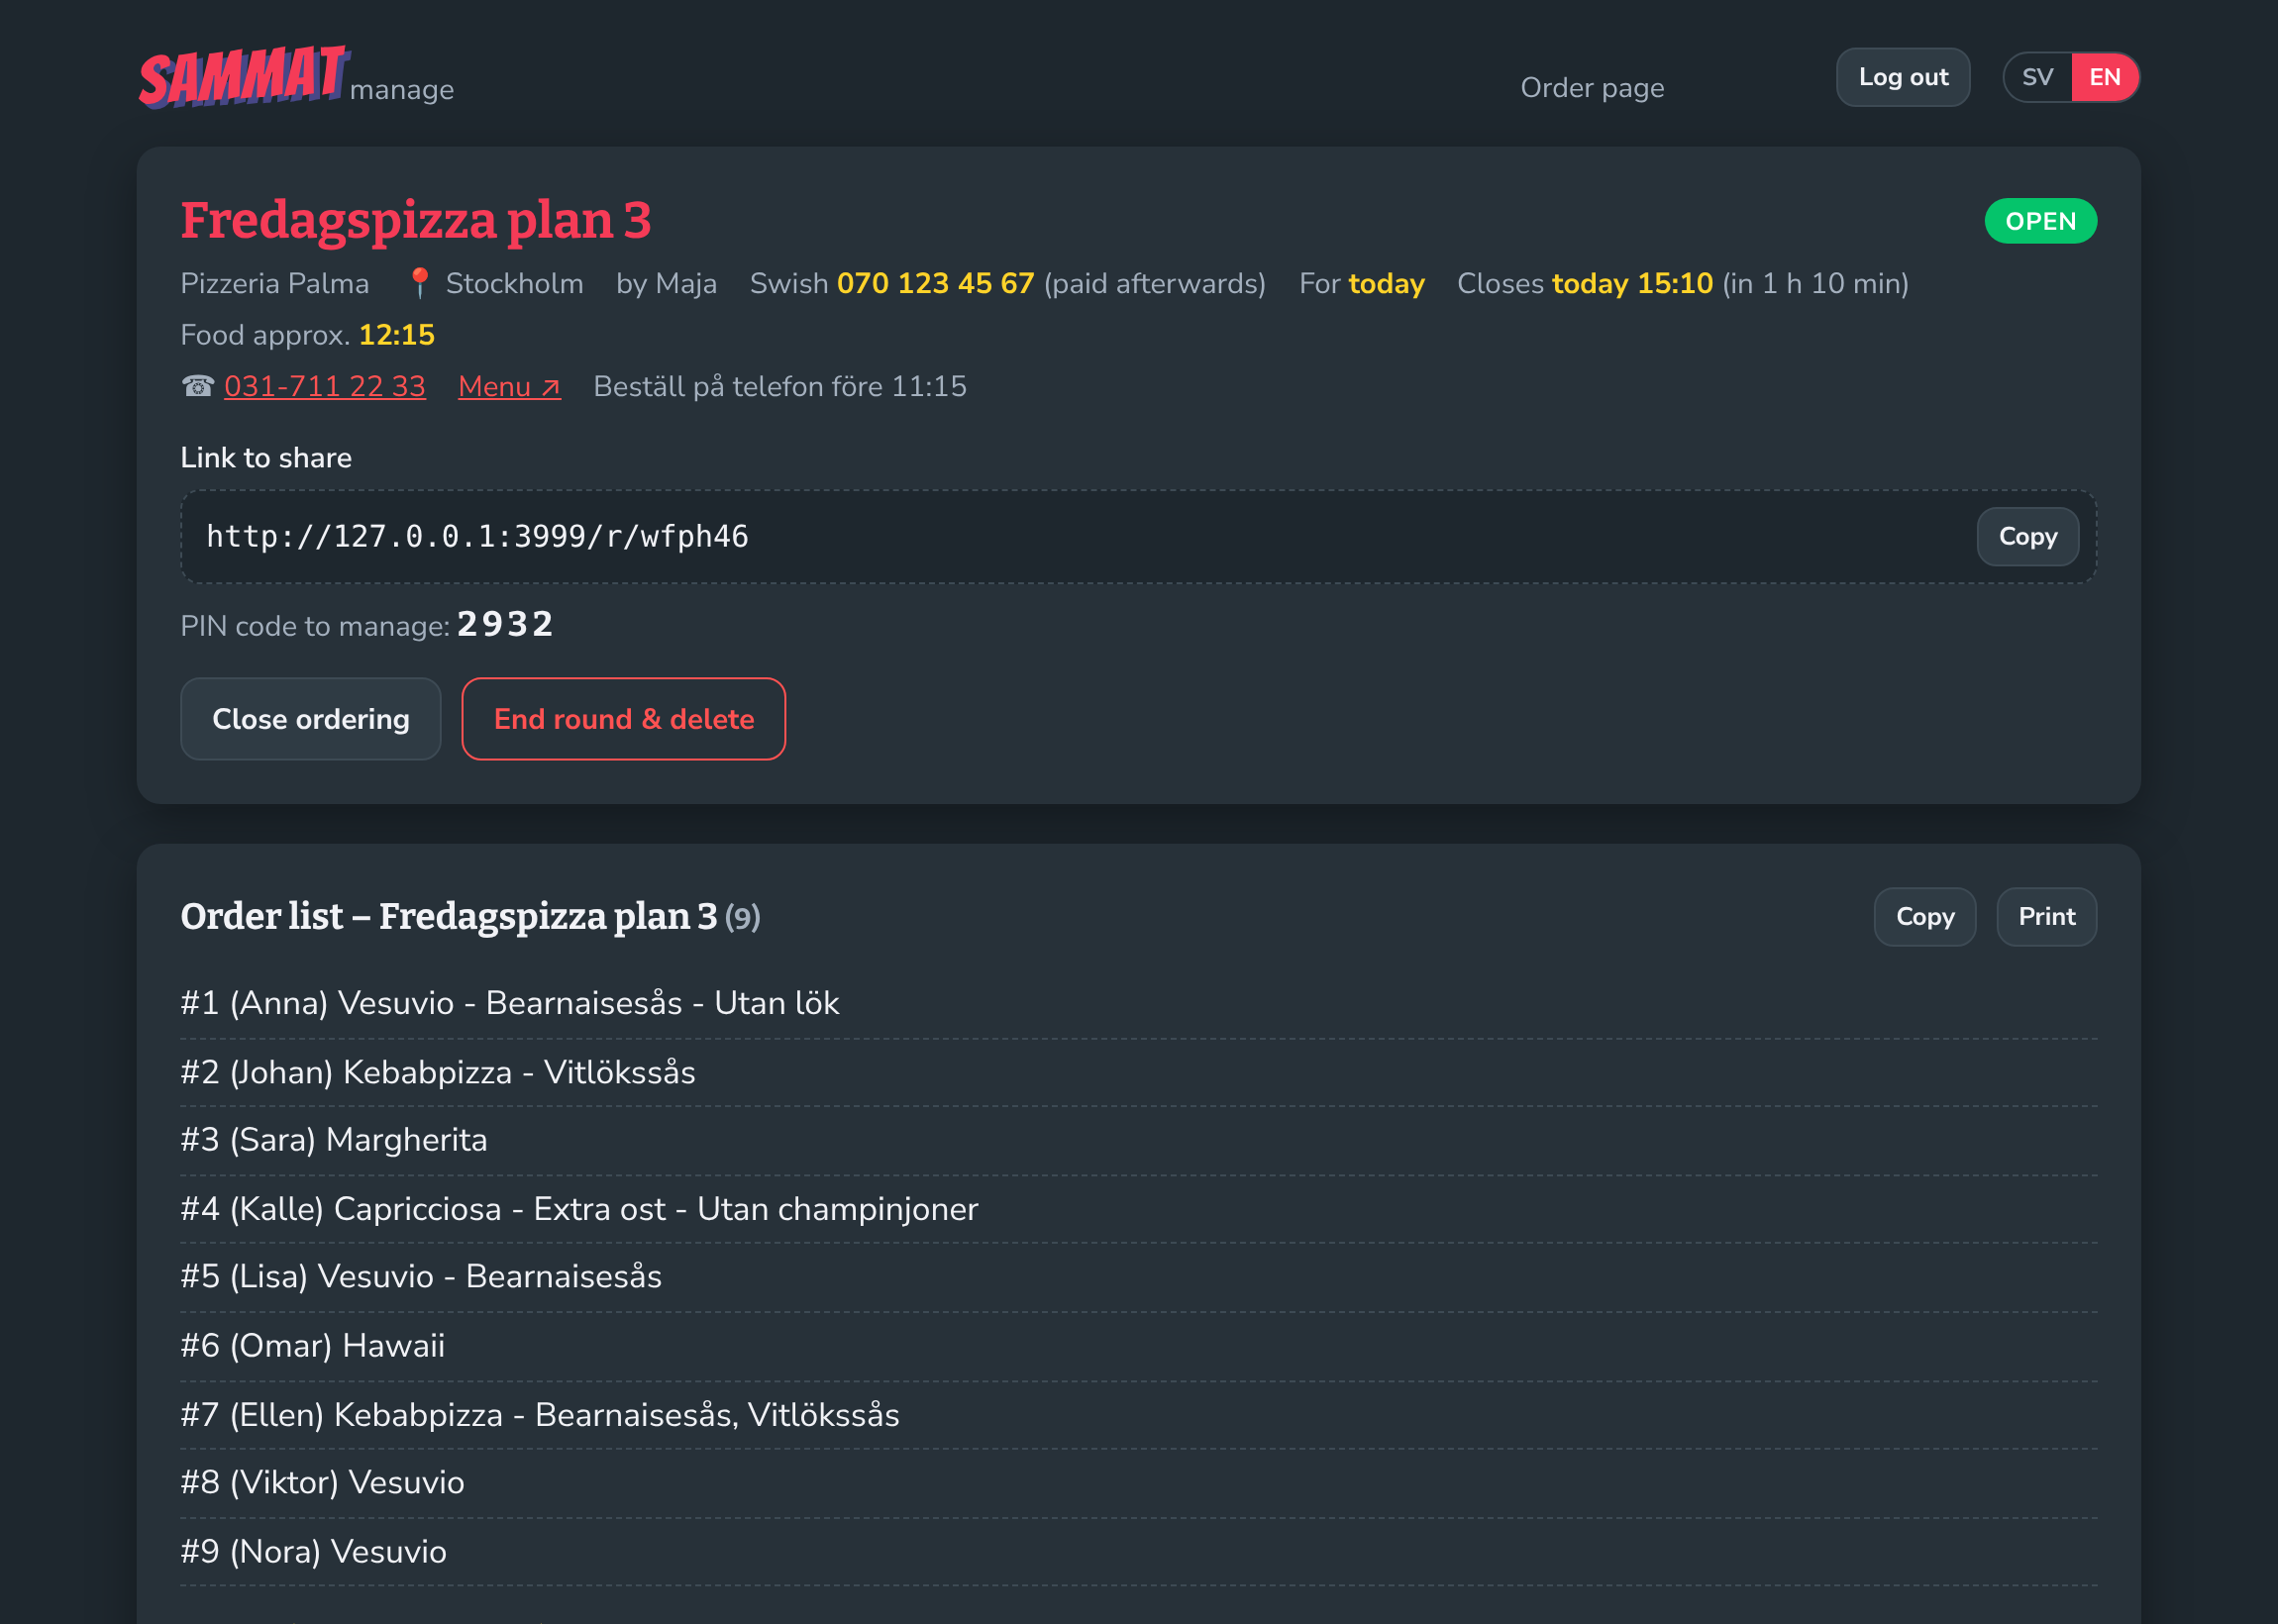 SAMMAT manage Order page Log out SV EN
Fredagspizza plan 3 OPEN
Pizzeria Palma 📍 Stockholm by Maja Swish 070 123 45 67 (paid afterwards) For today Closes today 15:10 (in 1 h 10 min)
Food approx. 12:15
☎ 031-711 22 33 Menu ↗ Beställ på telefon före 11:15
Link to share
http://127.0.0.1:3999/r/wfph46 Copy
PIN code to manage: 2932
Close ordering End round & delete
Order list – Fredagspizza plan 3 (9) Copy Print
#1 (Anna) Vesuvio - Bearnaisesås - Utan lök
#2 (Johan) Kebabpizza - Vitlökssås
#3 (Sara) Margherita
#4 (Kalle) Capricciosa - Extra ost - Utan champinjoner
#5 (Lisa) Vesuvio - Bearnaisesås
#6 (Omar) Hawaii
#7 (Ellen) Kebabpizza - Bearnaisesås, Vitlökssås
#8 (Viktor) Vesuvio
#9 (Nora) Vesuvio